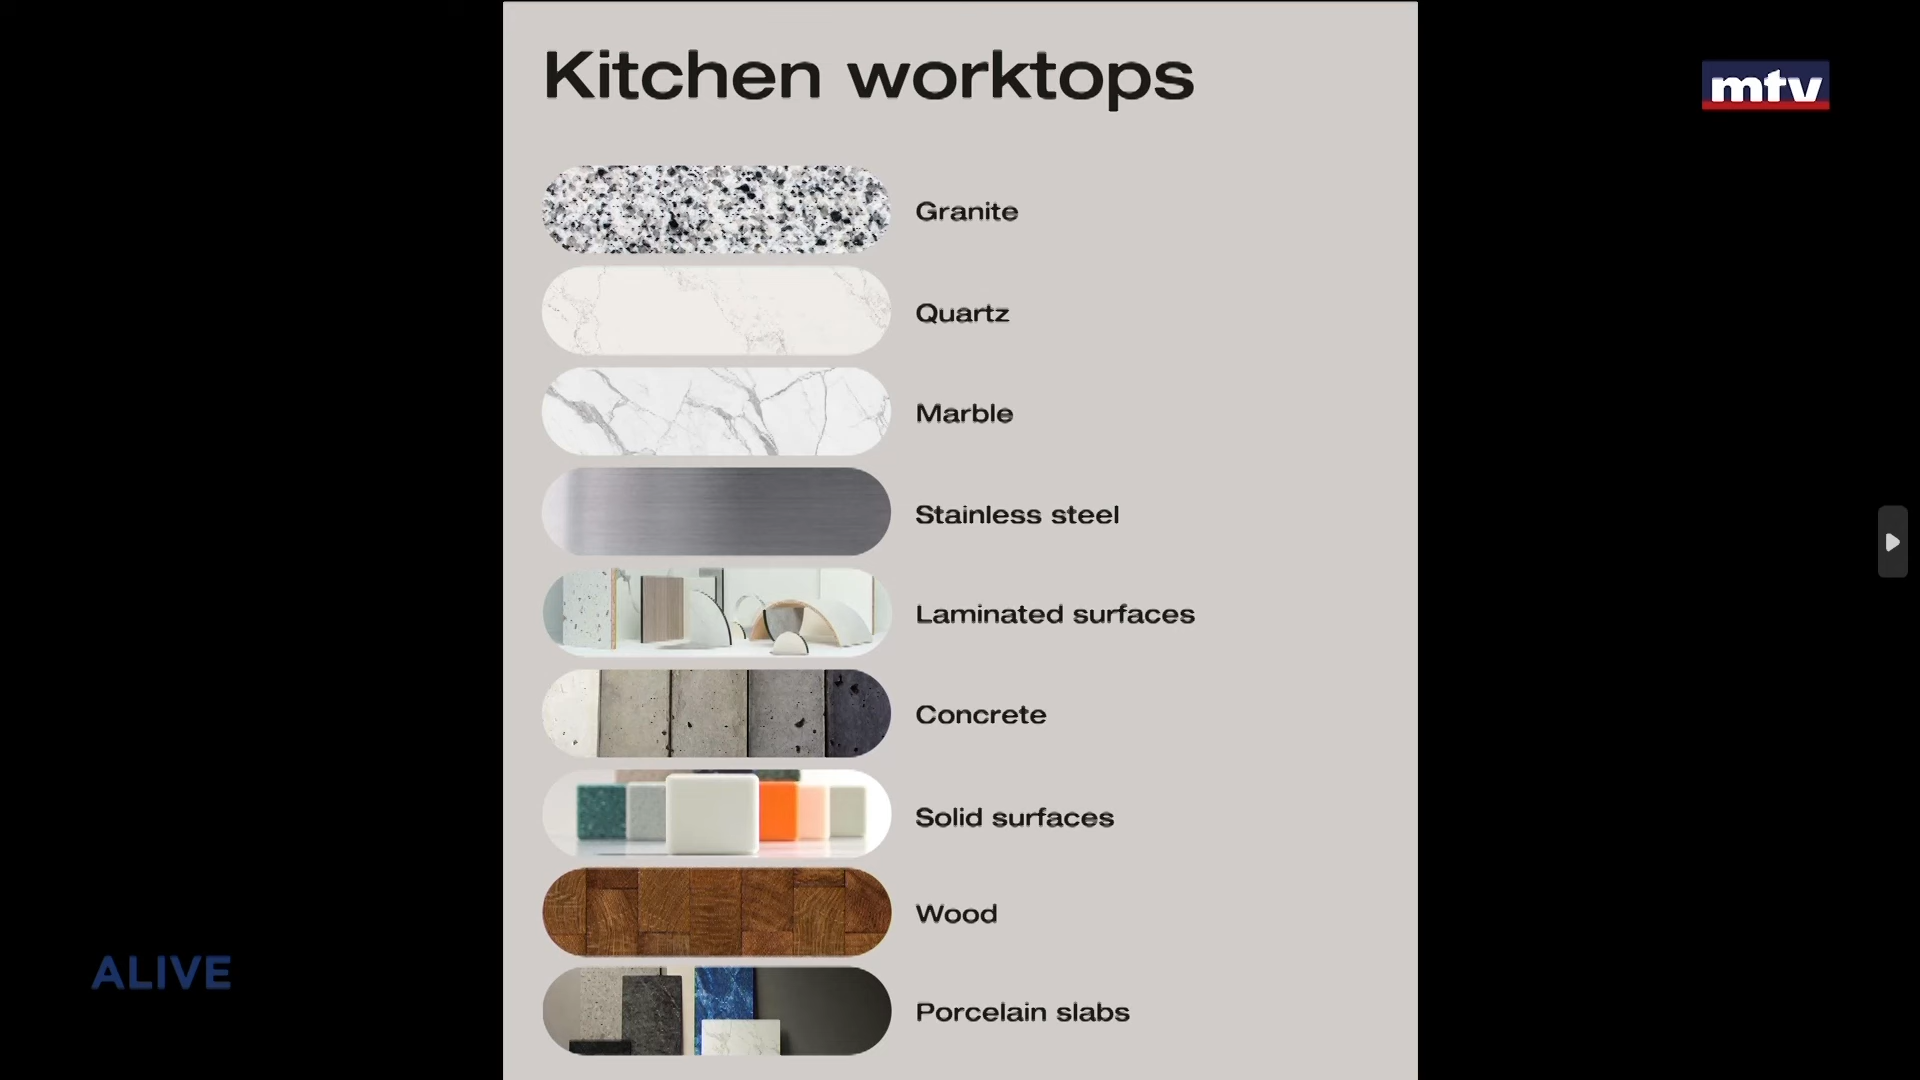 Kitchen worktops
mtv
Granite
Quartz
Marble
Stainless steel
Laminated surfaces
Concrete
Solid surfaces
Wood
ALIVE
Porcelain slabs